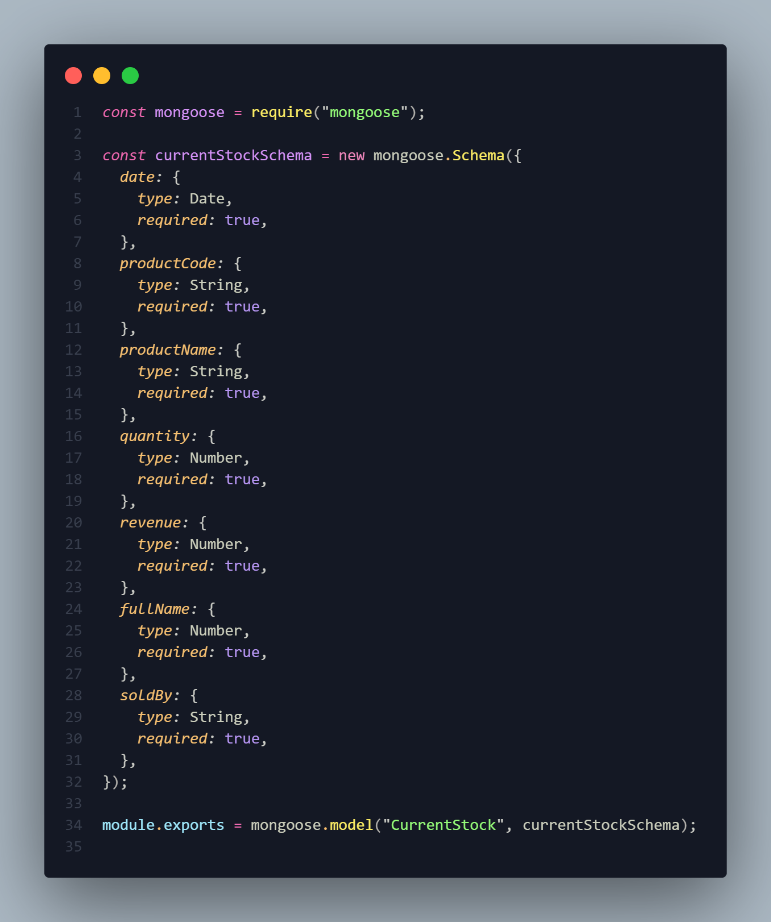 1 const mongoose = require("mongoose");
2
3 const currentStockSchema = new mongoose.Schema({
4   date: {
5     type: Date,
6     required: true,
7   },
8   productCode: {
9     type: String,
10     required: true,
11   },
12   productName: {
13     type: String,
14     required: true,
15   },
16   quantity: {
17     type: Number,
18     required: true,
19   },
20   revenue: {
21     type: Number,
22     required: true,
23   },
24   fullName: {
25     type: Number,
26     required: true,
27   },
28   soldBy: {
29     type: String,
30     required: true,
31   },
32 });
33
34 module.exports = mongoose.model("CurrentStock", currentStockSchema);
35